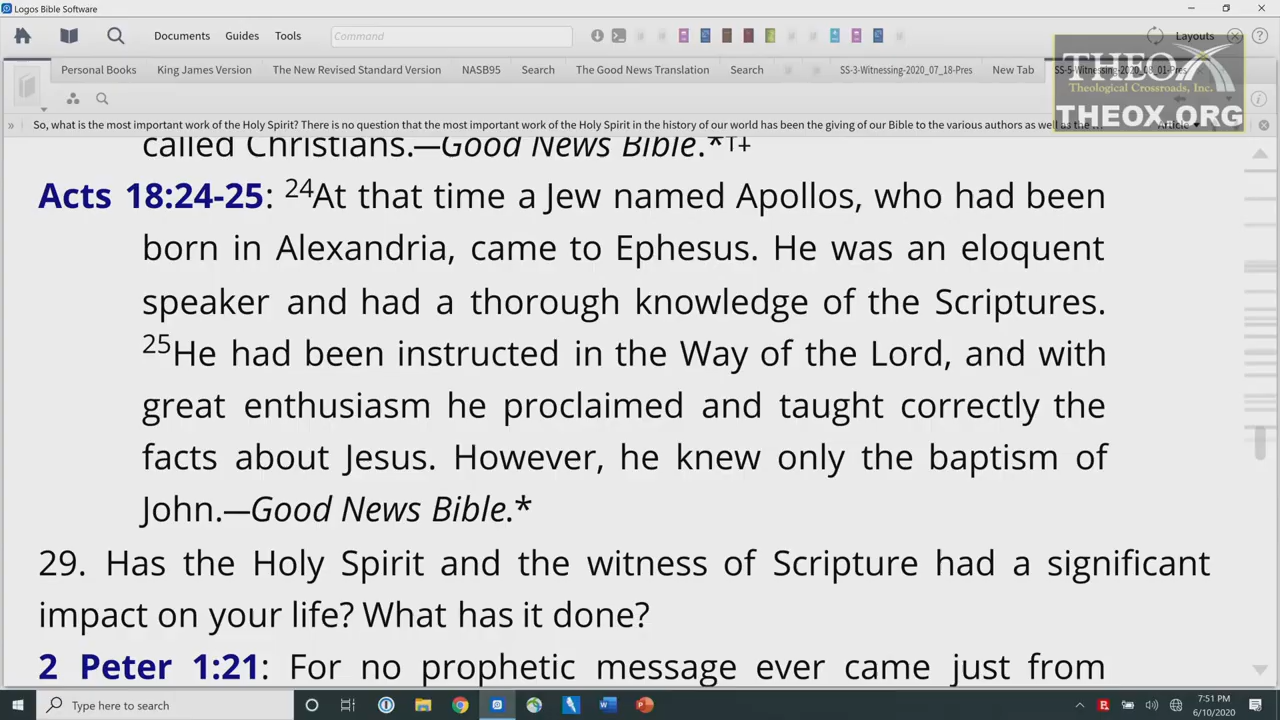 Logos Bible Software
Documents Guides Tools Command Layouts
Personal Books King James Version The New Revised Standard NASB95 Search The Good News Translation Search SS-3-Witnessing-2020_07_18-Pres New Tab SS-5-Witnessing-2020_08_01-Pres
THEOX
Theological Crossroads, Inc.
THEOX.ORG
» So, what is the most important work of the Holy Spirit? There is no question that the most important work of the Holy Spirit in the history of our world has been the giving of our Bible to the various authors as well as the ... Article
called Christians.—Good News Bible.*†‡
Acts 18:24-25: 24At that time a Jew named Apollos, who had been
born in Alexandria, came to Ephesus. He was an eloquent
speaker and had a thorough knowledge of the Scriptures.
25He had been instructed in the Way of the Lord, and with
great enthusiasm he proclaimed and taught correctly the
facts about Jesus. However, he knew only the baptism of
John.—Good News Bible.*
29. Has the Holy Spirit and the witness of Scripture had a significant
impact on your life? What has it done?
2 Peter 1:21: For no prophetic message ever came just from
Type here to search
7:51 PM
6/10/2020